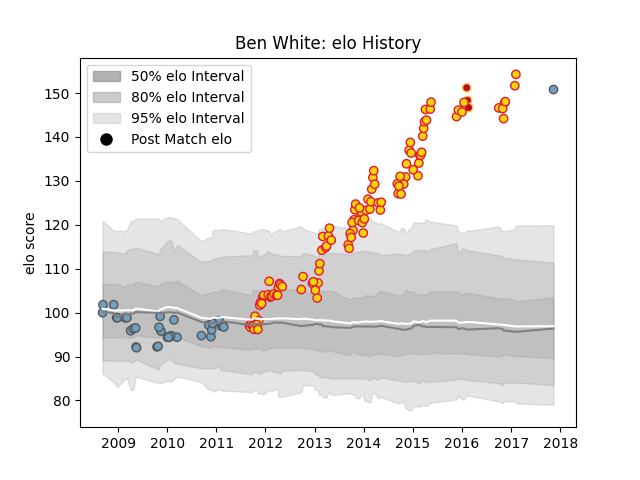 Ben White: elo History
50% elo Interval
80% elo Interval
95% elo Interval
Post Match elo
elo score
150
140
130
120
110
100
90
80
2009 2010 2011 2012 2013 2014 2015 2016 2017 2018